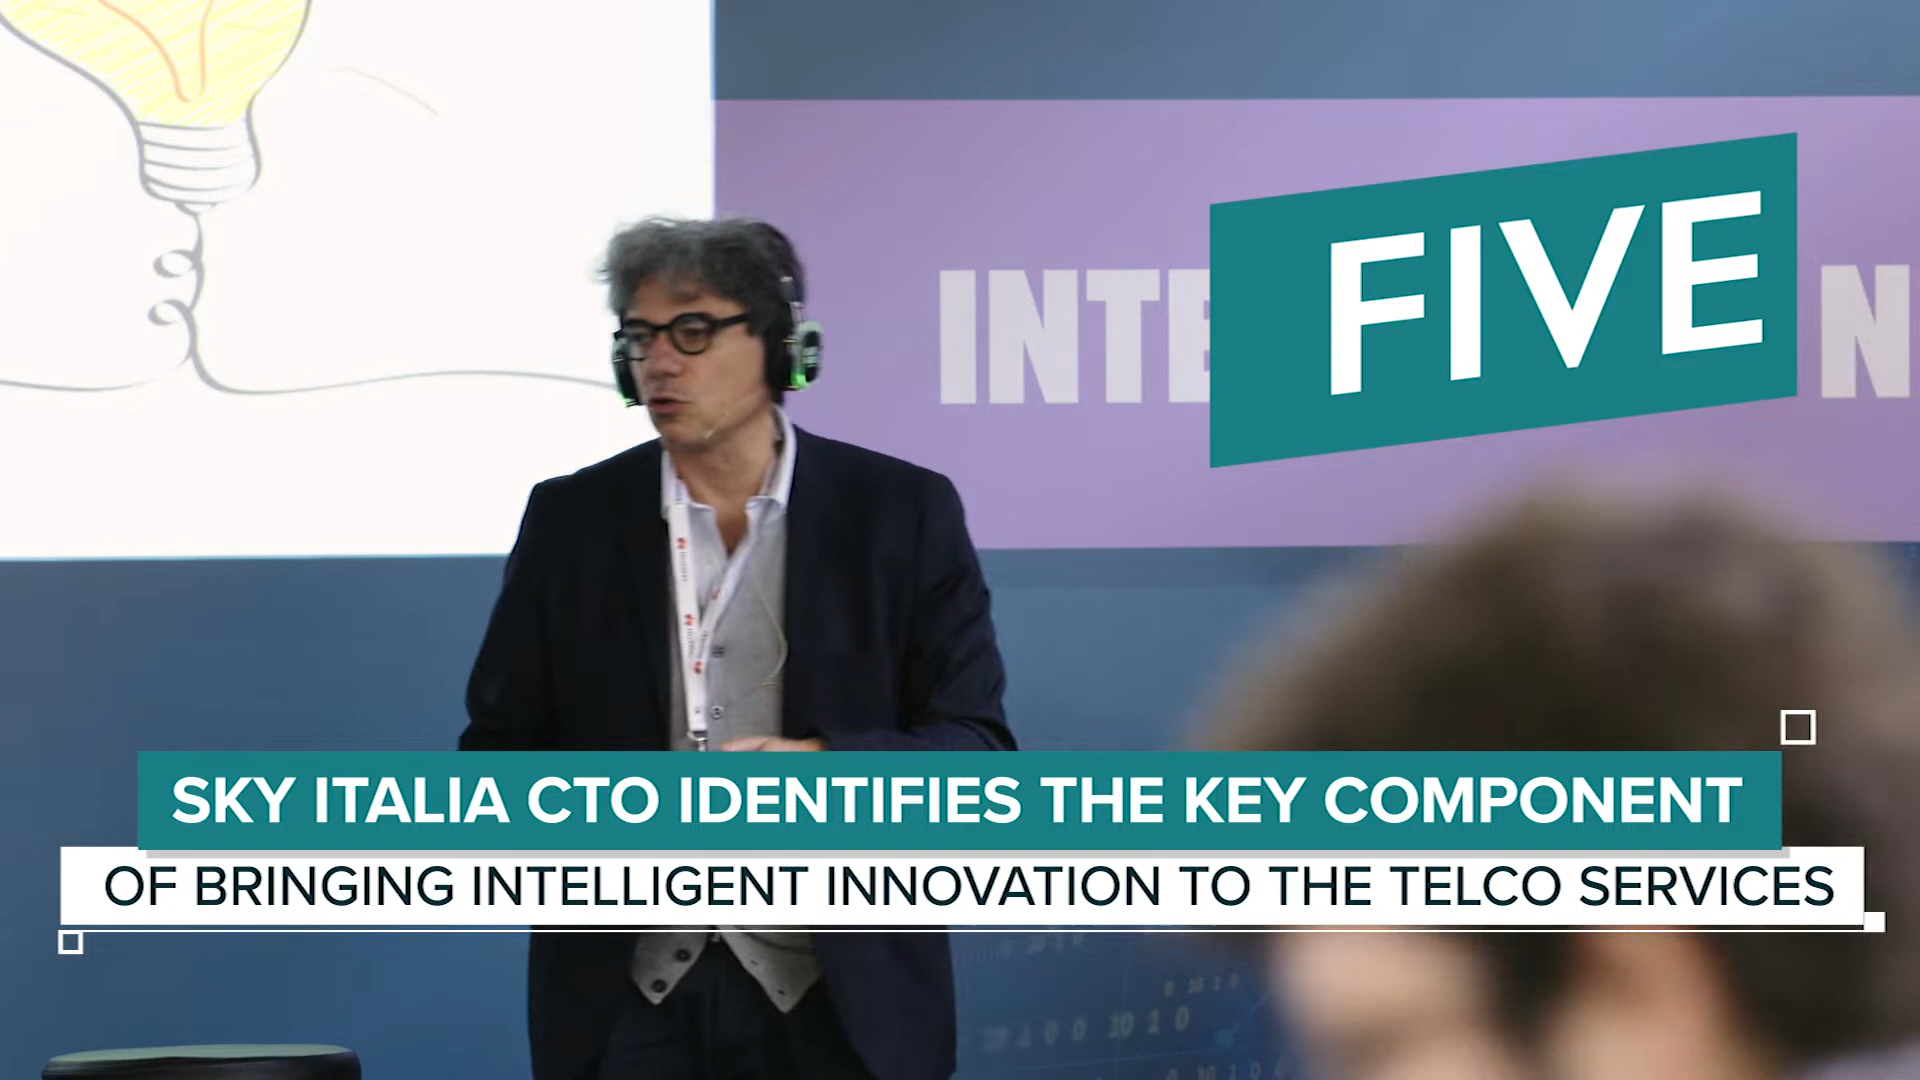 INTE
FIVE
N
SKY ITALIA CTO IDENTIFIES THE KEY COMPONENT
OF BRINGING INTELLIGENT INNOVATION TO THE TELCO SERVICES